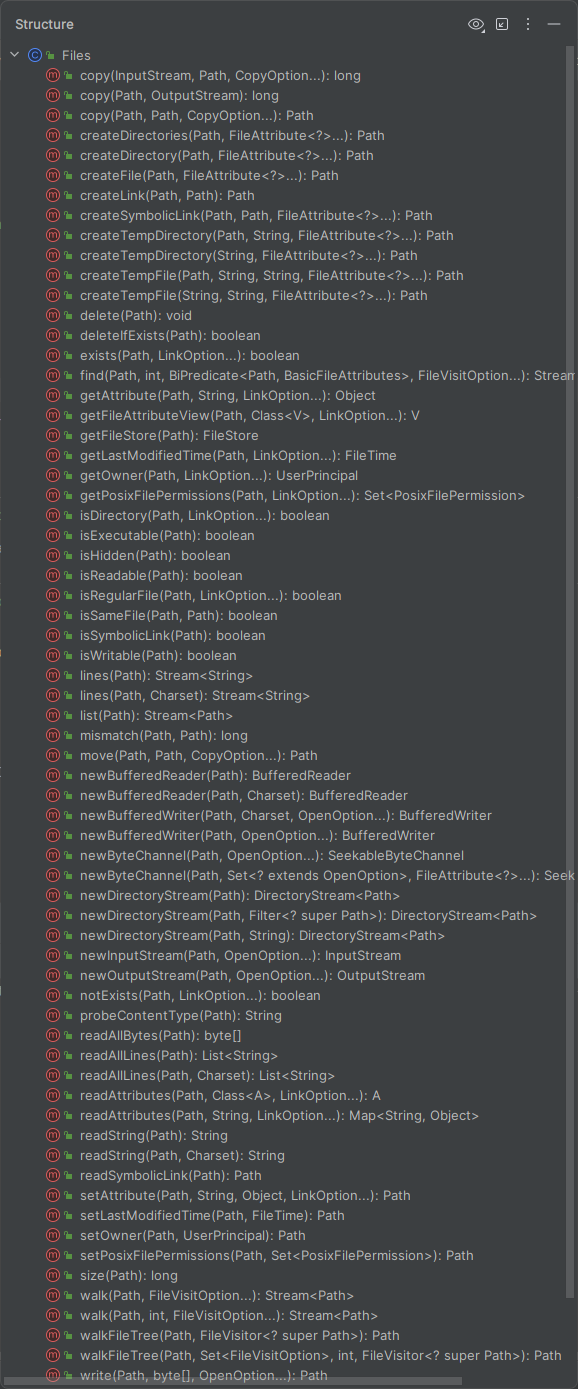 Structure
Files
copy(InputStream, Path, CopyOption...): long
copy(Path, OutputStream): long
copy(Path, Path, CopyOption...): Path
createDirectories(Path, FileAttribute<?>...): Path
createDirectory(Path, FileAttribute<?>...): Path
createFile(Path, FileAttribute<?>...): Path
createLink(Path, Path): Path
createSymbolicLink(Path, Path, FileAttribute<?>...): Path
createTempDirectory(Path, String, FileAttribute<?>...): Path
createTempDirectory(String, FileAttribute<?>...): Path
createTempFile(Path, String, String, FileAttribute<?>...): Path
createTempFile(String, String, FileAttribute<?>...): Path
delete(Path): void
deleteIfExists(Path): boolean
exists(Path, LinkOption...): boolean
find(Path, int, BiPredicate<Path, BasicFileAttributes>, FileVisitOption...): Stream
getAttribute(Path, String, LinkOption...): Object
getFileAttributeView(Path, Class<V>, LinkOption...): V
getFileStore(Path): FileStore
getLastModifiedTime(Path, LinkOption...): FileTime
getOwner(Path, LinkOption...): UserPrincipal
getPosixFilePermissions(Path, LinkOption...): Set<PosixFilePermission>
isDirectory(Path, LinkOption...): boolean
isExecutable(Path): boolean
isHidden(Path): boolean
isReadable(Path): boolean
isRegularFile(Path, LinkOption...): boolean
isSameFile(Path, Path): boolean
isSymbolicLink(Path): boolean
isWritable(Path): boolean
lines(Path): Stream<String>
lines(Path, Charset): Stream<String>
list(Path): Stream<Path>
mismatch(Path, Path): long
move(Path, Path, CopyOption...): Path
newBufferedReader(Path): BufferedReader
newBufferedReader(Path, Charset): BufferedReader
newBufferedWriter(Path, Charset, OpenOption...): BufferedWriter
newBufferedWriter(Path, OpenOption...): BufferedWriter
newByteChannel(Path, OpenOption...): SeekableByteChannel
newByteChannel(Path, Set<? extends OpenOption>, FileAttribute<?>...): Seek
newDirectoryStream(Path): DirectoryStream<Path>
newDirectoryStream(Path, Filter<? super Path>): DirectoryStream<Path>
newDirectoryStream(Path, String): DirectoryStream<Path>
newInputStream(Path, OpenOption...): InputStream
newOutputStream(Path, OpenOption...): OutputStream
notExists(Path, LinkOption...): boolean
probeContentType(Path): String
readAllBytes(Path): byte[]
readAllLines(Path): List<String>
readAllLines(Path, Charset): List<String>
readAttributes(Path, Class<A>, LinkOption...): A
readAttributes(Path, String, LinkOption...): Map<String, Object>
readString(Path): String
readString(Path, Charset): String
readSymbolicLink(Path): Path
setAttribute(Path, String, Object, LinkOption...): Path
setLastModifiedTime(Path, FileTime): Path
setOwner(Path, UserPrincipal): Path
setPosixFilePermissions(Path, Set<PosixFilePermission>): Path
size(Path): long
walk(Path, FileVisitOption...): Stream<Path>
walk(Path, int, FileVisitOption...): Stream<Path>
walkFileTree(Path, FileVisitor<? super Path>): Path
walkFileTree(Path, Set<FileVisitOption>, int, FileVisitor<? super Path>): Path
write(Path, byte[], OpenOption...): Path